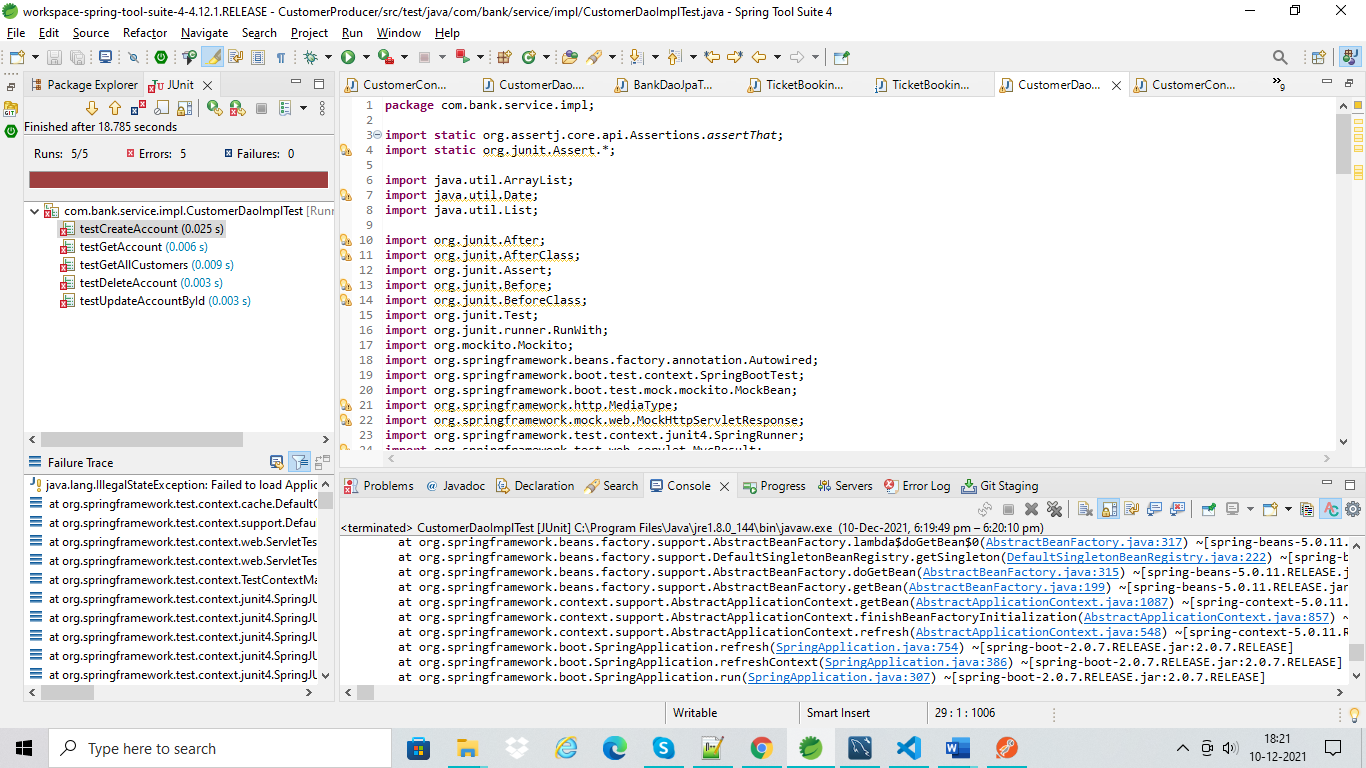 workspace-spring-tool-suite-4-4.12.1.RELEASE - CustomerProducer/src/test/java/com/bank/service/impl/CustomerDaoImplTest.java - Spring Tool Suite 4
File Edit Source Refactor Navigate Search Project Run Window Help
Package Explorer JUnit
Finished after 18.785 seconds
Runs: 5/5 Errors: 5 Failures: 0
com.bank.service.impl.CustomerDaoImplTest [Runr
testCreateAccount (0.025 s)
testGetAccount (0.006 s)
testGetAllCustomers (0.009 s)
testDeleteAccount (0.003 s)
testUpdateAccountById (0.003 s)
Failure Trace
java.lang.IllegalStateException: Failed to load Applic
at org.springframework.test.context.cache.DefaultC
at org.springframework.test.context.support.Defau
at org.springframework.test.context.web.ServletTes
at org.springframework.test.context.web.ServletTes
at org.springframework.test.context.TestContextMa
at org.springframework.test.context.junit4.SpringJU
at org.springframework.test.context.junit4.SpringJU
at org.springframework.test.context.junit4.SpringJU
at org.springframework.test.context.junit4.SpringJU
at org.springframework.test.context.junit4.SpringJU
CustomerCon... CustomerDao.... BankDaoJpaT... TicketBookin... TicketBookin... CustomerDao... CustomerCon... 9
1 package com.bank.service.impl;
2
3 import static org.assertj.core.api.Assertions.assertThat;
4 import static org.junit.Assert.*;
5
6 import java.util.ArrayList;
7 import java.util.Date;
8 import java.util.List;
9
10 import org.junit.After;
11 import org.junit.AfterClass;
12 import org.junit.Assert;
13 import org.junit.Before;
14 import org.junit.BeforeClass;
15 import org.junit.Test;
16 import org.junit.runner.RunWith;
17 import org.mockito.Mockito;
18 import org.springframework.beans.factory.annotation.Autowired;
19 import org.springframework.boot.test.context.SpringBootTest;
20 import org.springframework.boot.test.mock.mockito.MockBean;
21 import org.springframework.http.MediaType;
22 import org.springframework.mock.web.MockHttpServletResponse;
23 import org.springframework.test.context.junit4.SpringRunner;
24 import org.springframework.test.web.servlet.MvcResult;
Problems Javadoc Declaration Search Console Progress Servers Error Log Git Staging
<terminated> CustomerDaoImplTest [JUnit] C:\Program Files\Java\jre1.8.0_144\bin\javaw.exe (10-Dec-2021, 6:19:49 pm – 6:20:10 pm)
at org.springframework.beans.factory.support.AbstractBeanFactory.lambda$doGetBean$0(AbstractBeanFactory.java:317) ~[spring-beans-5.0.11.
at org.springframework.beans.factory.support.DefaultSingletonBeanRegistry.getSingleton(DefaultSingletonBeanRegistry.java:222) ~[spring-b
at org.springframework.beans.factory.support.AbstractBeanFactory.doGetBean(AbstractBeanFactory.java:315) ~[spring-beans-5.0.11.RELEASE.j
at org.springframework.beans.factory.support.AbstractBeanFactory.getBean(AbstractBeanFactory.java:199) ~[spring-beans-5.0.11.RELEASE.jar
at org.springframework.context.support.AbstractApplicationContext.getBean(AbstractApplicationContext.java:1087) ~[spring-context-5.0.11.
at org.springframework.context.support.AbstractApplicationContext.finishBeanFactoryInitialization(AbstractApplicationContext.java:857) ~
at org.springframework.context.support.AbstractApplicationContext.refresh(AbstractApplicationContext.java:548) ~[spring-context-5.0.11.R
at org.springframework.boot.SpringApplication.refresh(SpringApplication.java:754) ~[spring-boot-2.0.7.RELEASE.jar:2.0.7.RELEASE]
at org.springframework.boot.SpringApplication.refreshContext(SpringApplication.java:386) ~[spring-boot-2.0.7.RELEASE.jar:2.0.7.RELEASE]
at org.springframework.boot.SpringApplication.run(SpringApplication.java:307) ~[spring-boot-2.0.7.RELEASE.jar:2.0.7.RELEASE]
Writable Smart Insert 29 : 1 : 1006
Type here to search
18:21
10-12-2021